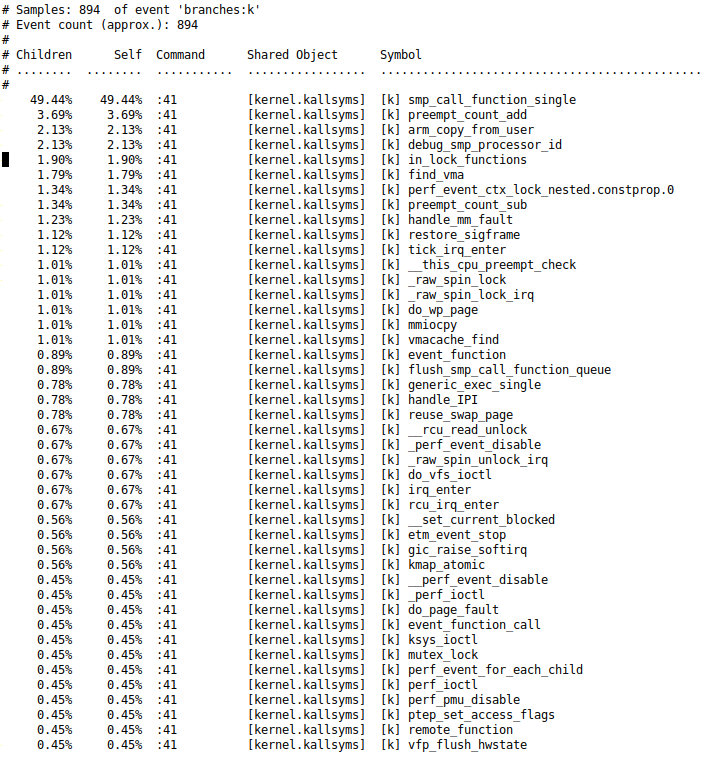 # Samples: 894  of event 'branches:k'
# Event count (approx.): 894
#
# Children      Self  Command      Shared Object      Symbol
# ........  ........  ...........  .................  ..............................................
#
    49.44%    49.44%  :41          [kernel.kallsyms]  [k] smp_call_function_single
     3.69%     3.69%  :41          [kernel.kallsyms]  [k] preempt_count_add
     2.13%     2.13%  :41          [kernel.kallsyms]  [k] arm_copy_from_user
     2.13%     2.13%  :41          [kernel.kallsyms]  [k] debug_smp_processor_id
     1.90%     1.90%  :41          [kernel.kallsyms]  [k] in_lock_functions
     1.79%     1.79%  :41          [kernel.kallsyms]  [k] find_vma
     1.34%     1.34%  :41          [kernel.kallsyms]  [k] perf_event_ctx_lock_nested.constprop.0
     1.34%     1.34%  :41          [kernel.kallsyms]  [k] preempt_count_sub
     1.23%     1.23%  :41          [kernel.kallsyms]  [k] handle_mm_fault
     1.12%     1.12%  :41          [kernel.kallsyms]  [k] restore_sigframe
     1.12%     1.12%  :41          [kernel.kallsyms]  [k] tick_irq_enter
     1.01%     1.01%  :41          [kernel.kallsyms]  [k] __this_cpu_preempt_check
     1.01%     1.01%  :41          [kernel.kallsyms]  [k] _raw_spin_lock
     1.01%     1.01%  :41          [kernel.kallsyms]  [k] _raw_spin_lock_irq
     1.01%     1.01%  :41          [kernel.kallsyms]  [k] do_wp_page
     1.01%     1.01%  :41          [kernel.kallsyms]  [k] mmiocpy
     1.01%     1.01%  :41          [kernel.kallsyms]  [k] vmacache_find
     0.89%     0.89%  :41          [kernel.kallsyms]  [k] event_function
     0.89%     0.89%  :41          [kernel.kallsyms]  [k] flush_smp_call_function_queue
     0.78%     0.78%  :41          [kernel.kallsyms]  [k] generic_exec_single
     0.78%     0.78%  :41          [kernel.kallsyms]  [k] handle_IPI
     0.78%     0.78%  :41          [kernel.kallsyms]  [k] reuse_swap_page
     0.67%     0.67%  :41          [kernel.kallsyms]  [k] __rcu_read_unlock
     0.67%     0.67%  :41          [kernel.kallsyms]  [k] _perf_event_disable
     0.67%     0.67%  :41          [kernel.kallsyms]  [k] _raw_spin_unlock_irq
     0.67%     0.67%  :41          [kernel.kallsyms]  [k] do_vfs_ioctl
     0.67%     0.67%  :41          [kernel.kallsyms]  [k] irq_enter
     0.67%     0.67%  :41          [kernel.kallsyms]  [k] rcu_irq_enter
     0.56%     0.56%  :41          [kernel.kallsyms]  [k] __set_current_blocked
     0.56%     0.56%  :41          [kernel.kallsyms]  [k] etm_event_stop
     0.56%     0.56%  :41          [kernel.kallsyms]  [k] gic_raise_softirq
     0.56%     0.56%  :41          [kernel.kallsyms]  [k] kmap_atomic
     0.45%     0.45%  :41          [kernel.kallsyms]  [k] __perf_event_disable
     0.45%     0.45%  :41          [kernel.kallsyms]  [k] _perf_ioctl
     0.45%     0.45%  :41          [kernel.kallsyms]  [k] do_page_fault
     0.45%     0.45%  :41          [kernel.kallsyms]  [k] event_function_call
     0.45%     0.45%  :41          [kernel.kallsyms]  [k] ksys_ioctl
     0.45%     0.45%  :41          [kernel.kallsyms]  [k] mutex_lock
     0.45%     0.45%  :41          [kernel.kallsyms]  [k] perf_event_for_each_child
     0.45%     0.45%  :41          [kernel.kallsyms]  [k] perf_ioctl
     0.45%     0.45%  :41          [kernel.kallsyms]  [k] perf_pmu_disable
     0.45%     0.45%  :41          [kernel.kallsyms]  [k] ptep_set_access_flags
     0.45%     0.45%  :41          [kernel.kallsyms]  [k] remote_function
     0.45%     0.45%  :41          [kernel.kallsyms]  [k] vfp_flush_hwstate